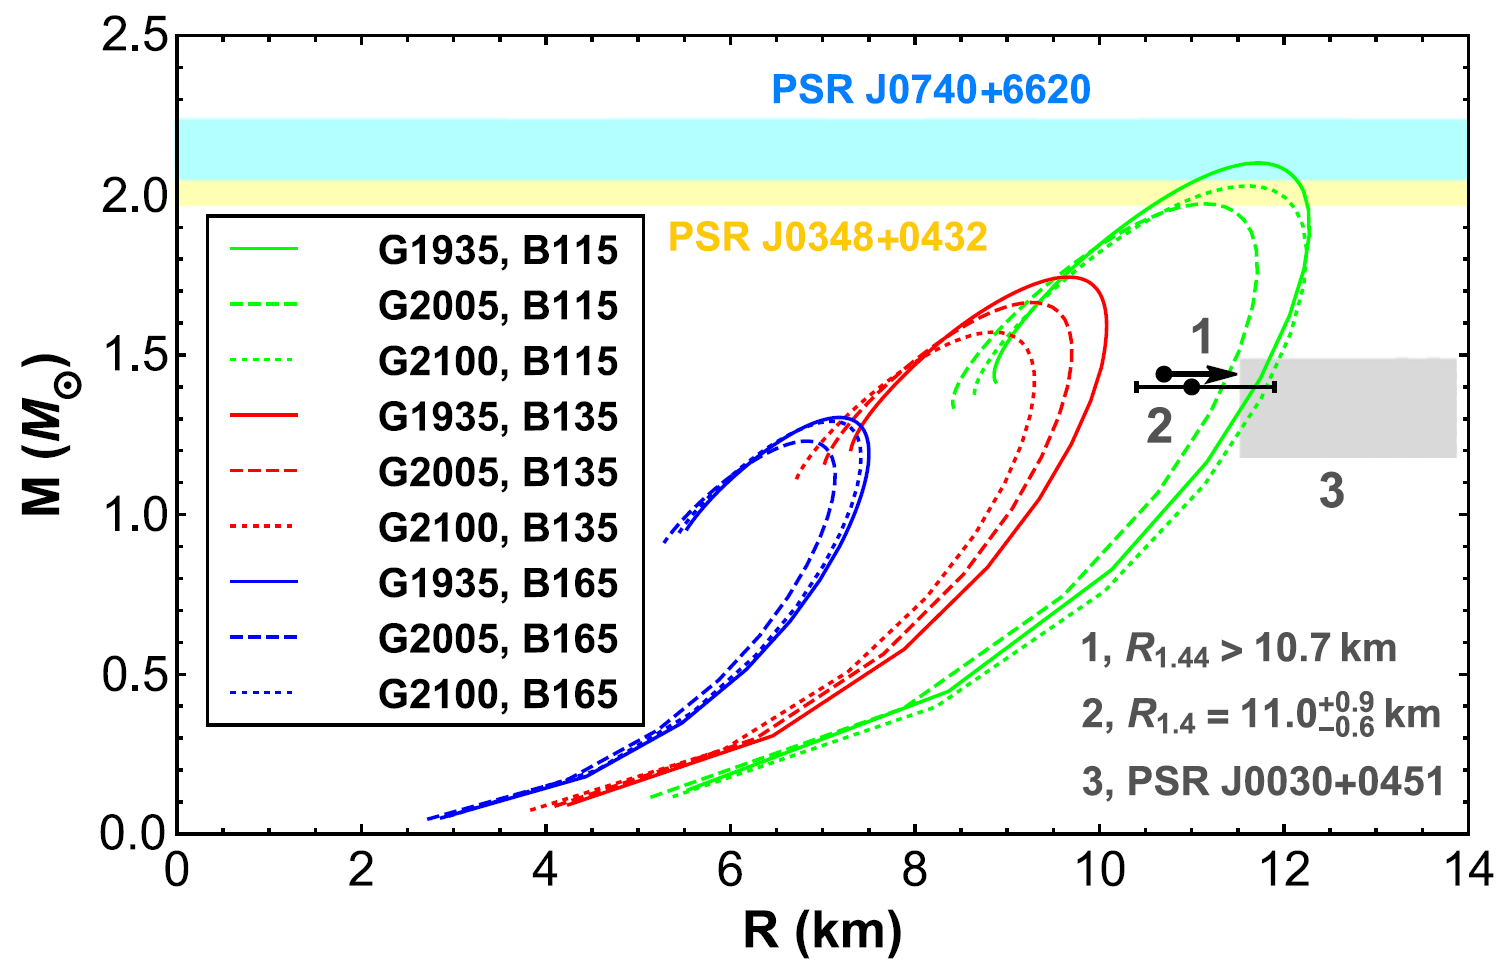 2.5
2.0
1.5
1.0
0.5
0.0
M (M☉)
PSR J0740+6620
PSR J0348+0432
G1935, B115
G2005, B115
G2100, B115
G1935, B135
G2005, B135
G2100, B135
G1935, B165
G2005, B165
G2100, B165
1
2
3
1, R1.44 > 10.7 km
2, R1.4 = 11.0+0.9−0.6 km
3, PSR J0030+0451
0 2 4 6 8 10 12 14
R (km)